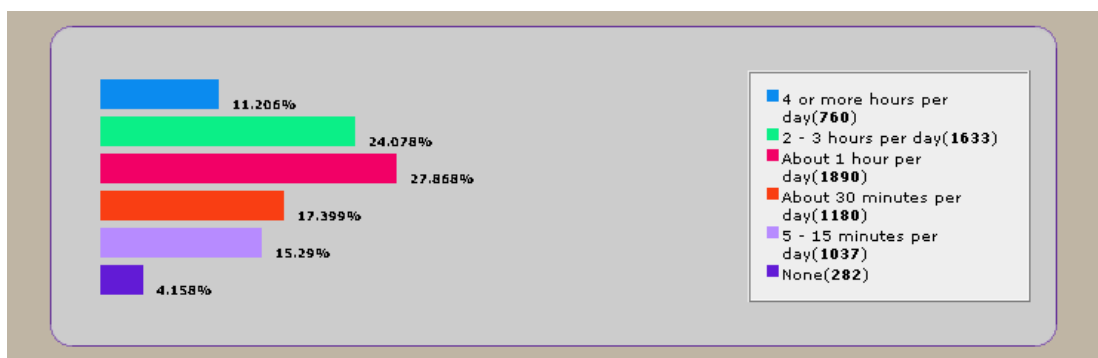 11.206%
24.078%
27.868%
17.399%
15.29%
4.158%
4 or more hours per
day(760)
2 - 3 hours per day(1633)
About 1 hour per
day(1890)
About 30 minutes per
day(1180)
5 - 15 minutes per
day(1037)
None(282)